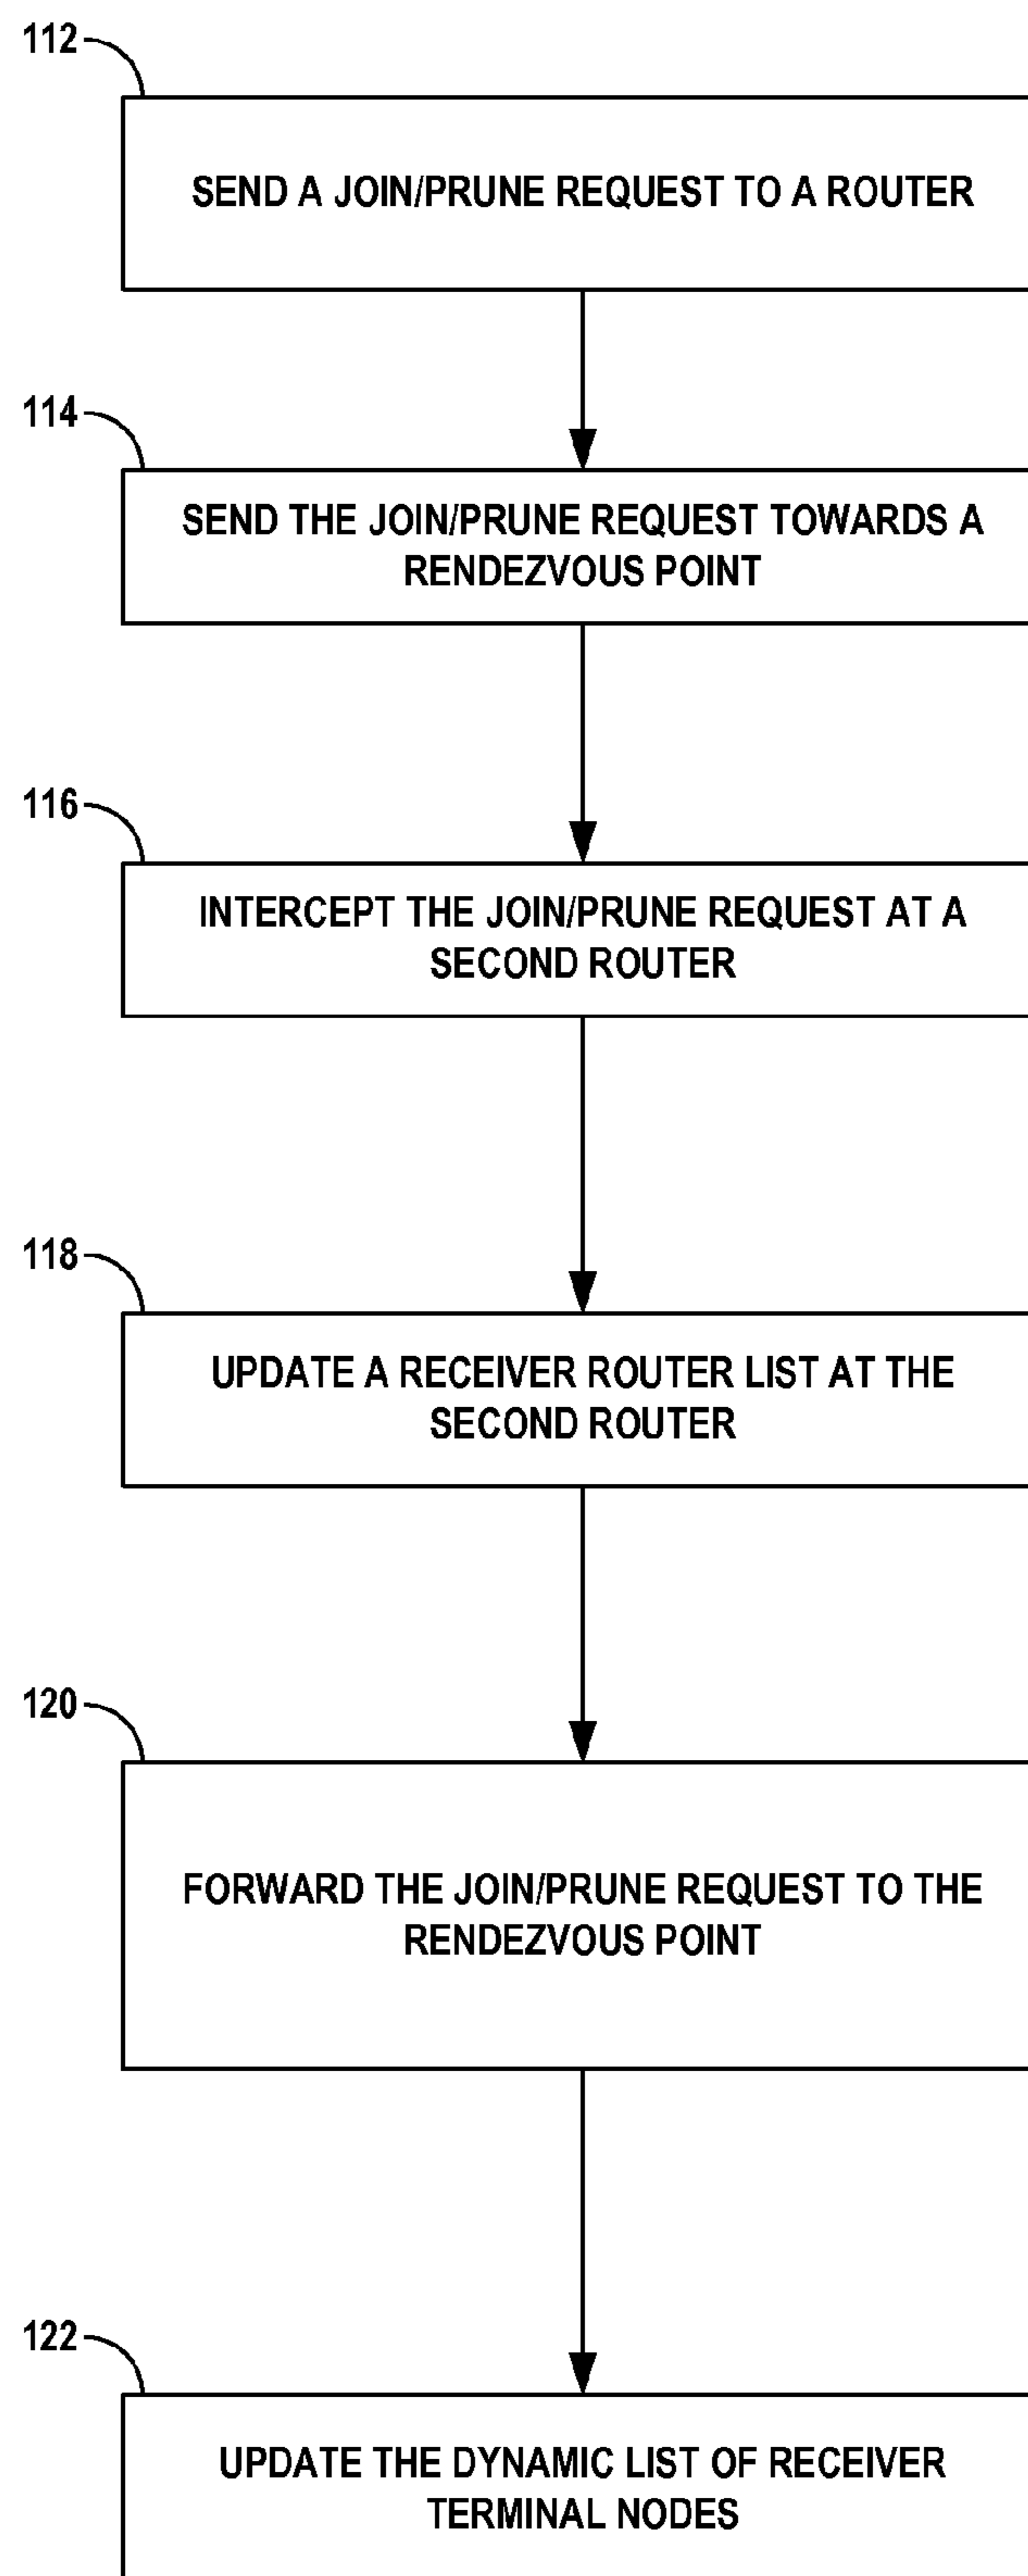 112
SEND A JOIN/PRUNE REQUEST TO A ROUTER
114
SEND THE JOIN/PRUNE REQUEST TOWARDS A
RENDEZVOUS POINT
116
INTERCEPT THE JOIN/PRUNE REQUEST AT A
SECOND ROUTER
118
UPDATE A RECEIVER ROUTER LIST AT THE
SECOND ROUTER
120
FORWARD THE JOIN/PRUNE REQUEST TO THE
RENDEZVOUS POINT
122
UPDATE THE DYNAMIC LIST OF RECEIVER
TERMINAL NODES